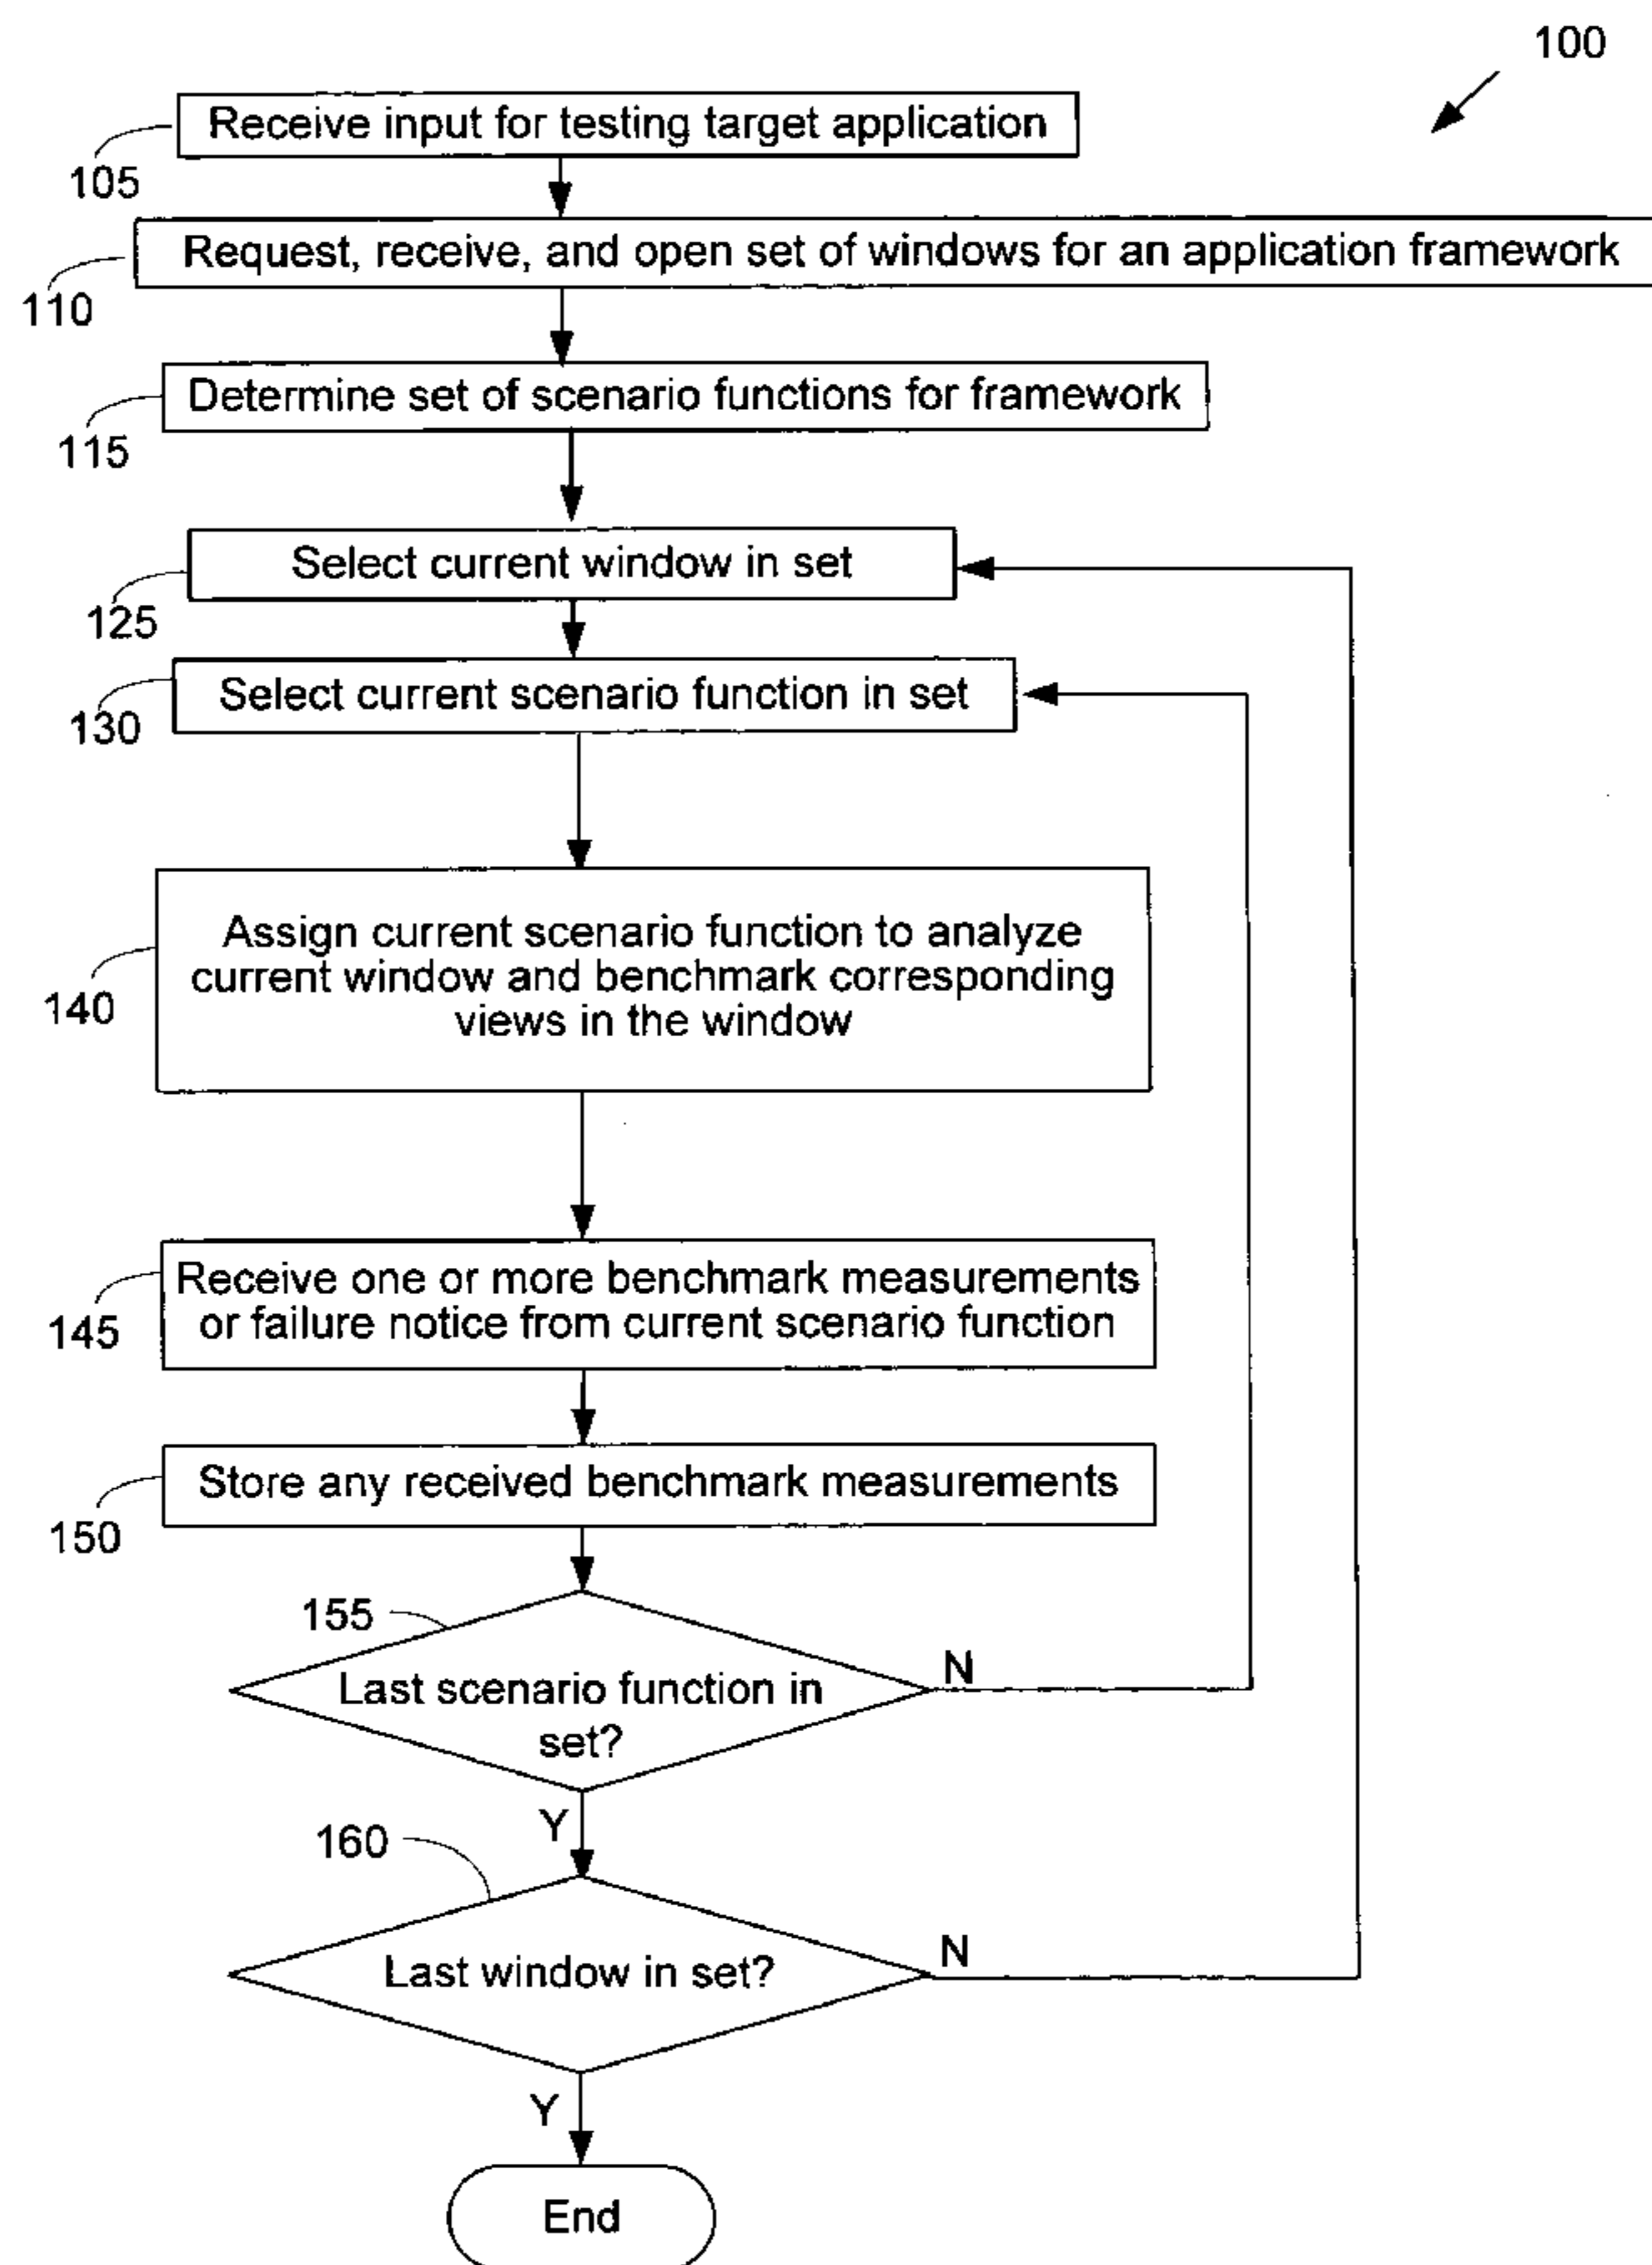 100
Receive input for testing target application
105
Request, receive, and open set of windows for an application framework
110
Determine set of scenario functions for framework
115
Select current window in set
125
Select current scenario function in set
130
Assign current scenario function to analyze
current window and benchmark corresponding
views in the window
140
Receive one or more benchmark measurements
or failure notice from current scenario function
145
Store any received benchmark measurements
150
155
Last scenario function in
set?
N
Y
160
Last window in set?
N
Y
End